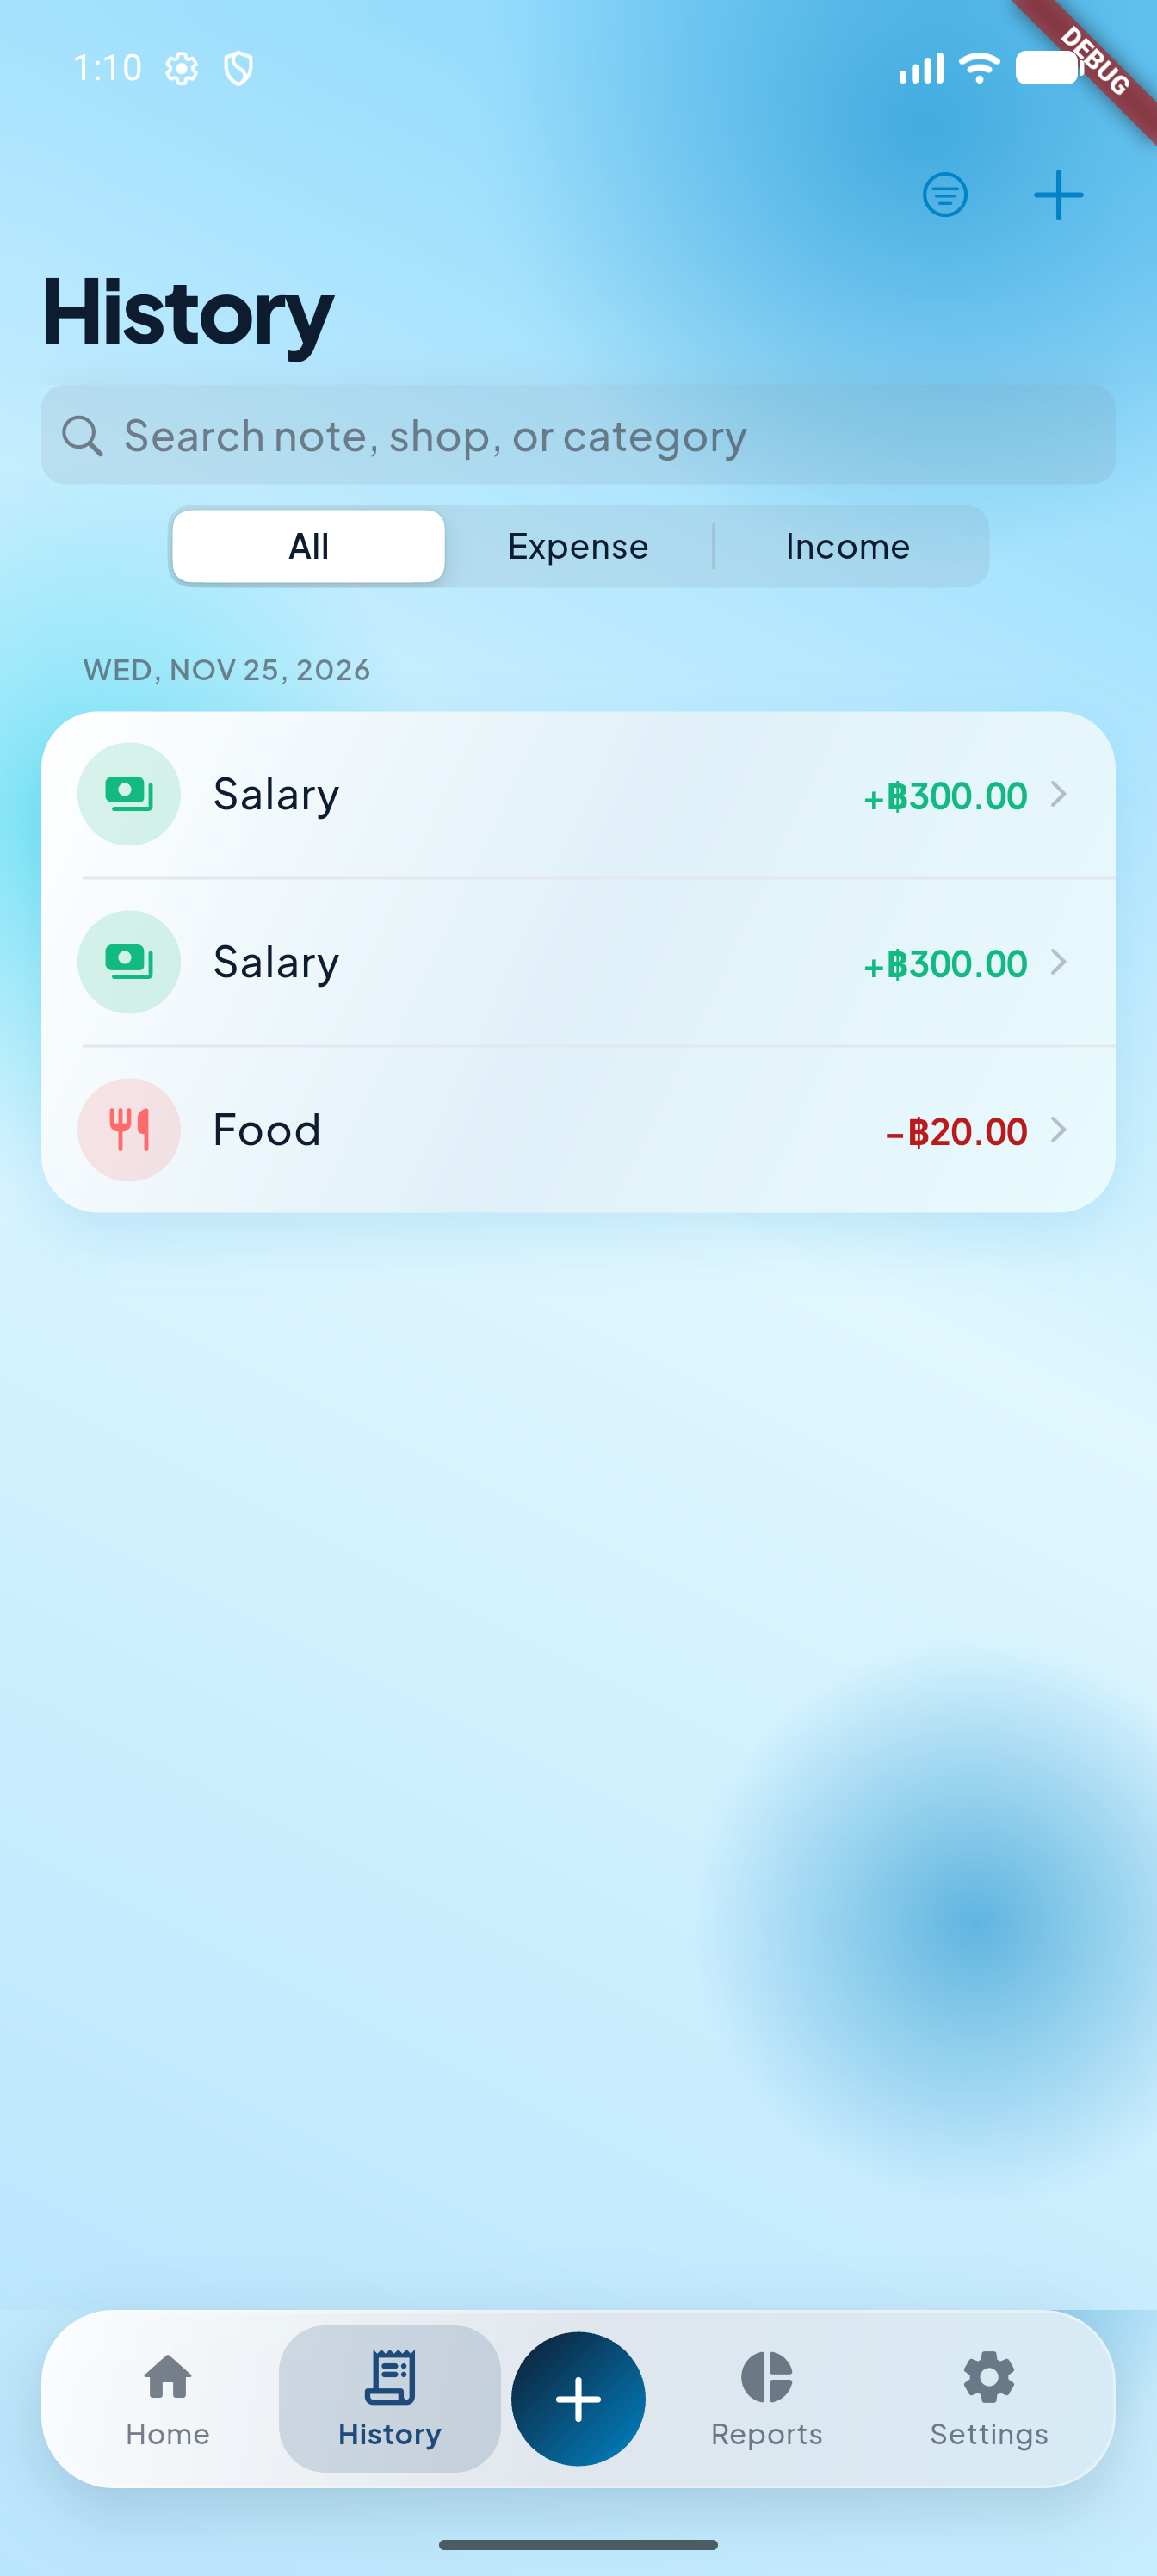 1:10
DEBUG
History
Search note, shop, or category
All Expense Income
WED, NOV 25, 2026
Salary +฿300.00
Salary +฿300.00
Food -฿20.00
Home History Reports Settings